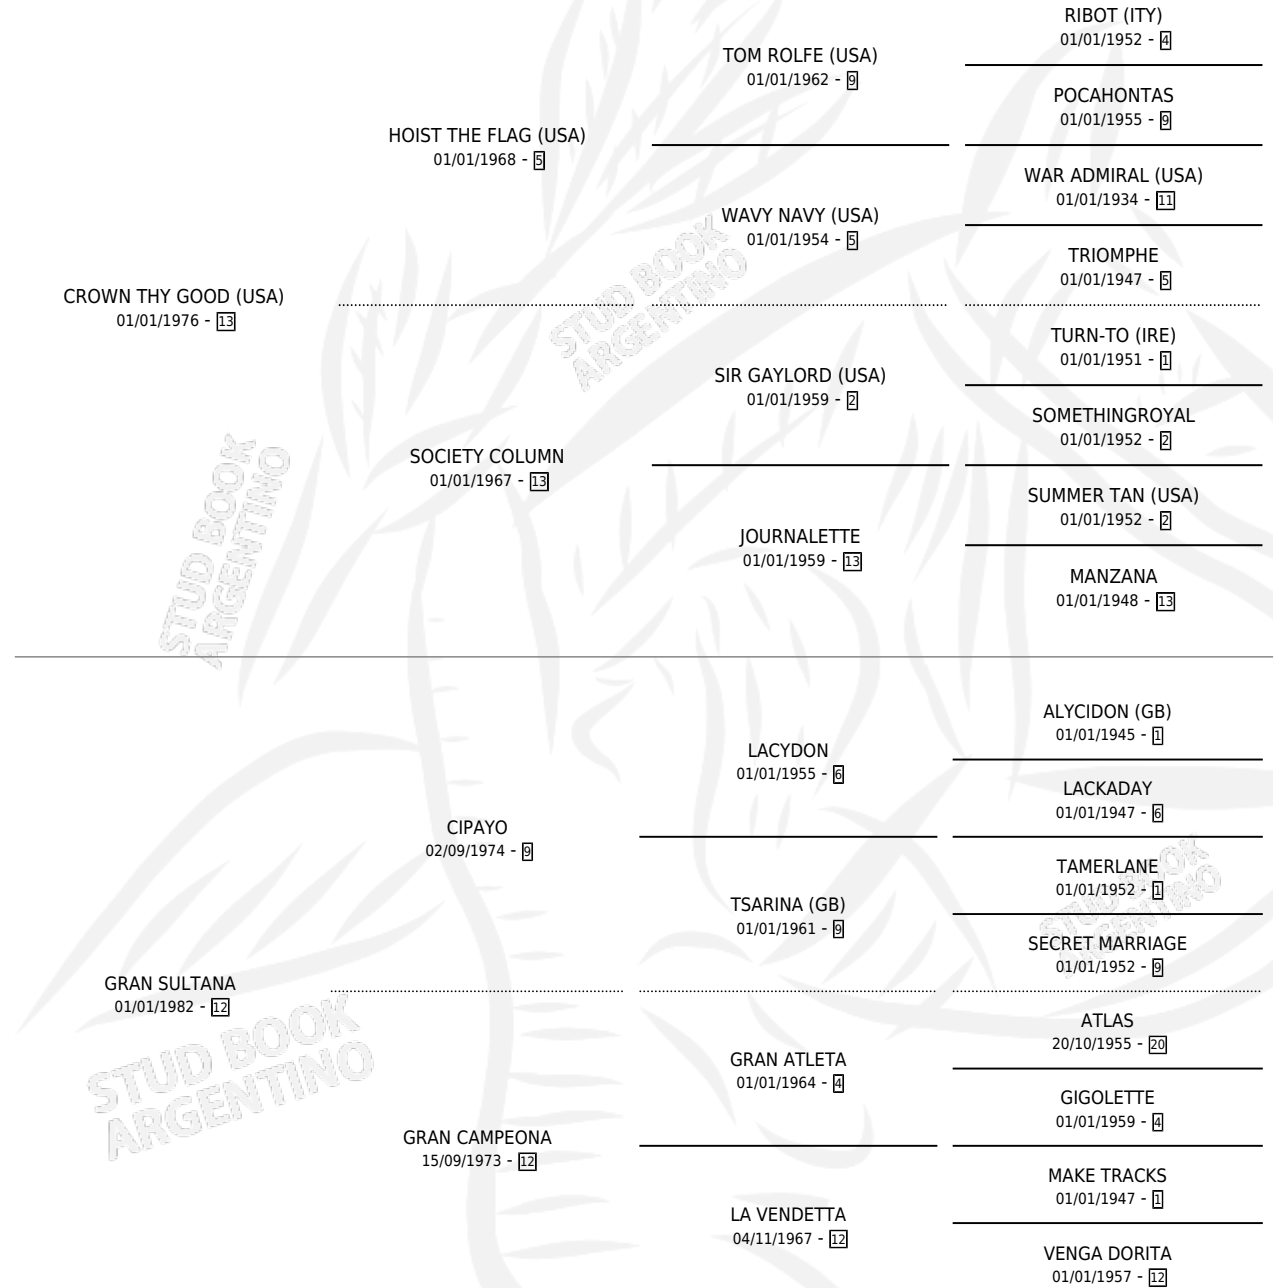 RIBOT (ITY)
01/01/1952 - 4
TOM ROLFE (USA)
01/01/1962 - 9
POCAHONTAS
01/01/1955 - 9
HOIST THE FLAG (USA)
01/01/1968 - 5
WAR ADMIRAL (USA)
01/01/1934 - 11
WAVY NAVY (USA)
01/01/1954 - 5
TRIOMPHE
01/01/1947 - 5
CROWN THY GOOD (USA)
01/01/1976 - 13
TURN-TO (IRE)
01/01/1951 - 1
SIR GAYLORD (USA)
01/01/1959 - 2
SOMETHINGROYAL
01/01/1952 - 2
SOCIETY COLUMN
01/01/1967 - 13
SUMMER TAN (USA)
01/01/1952 - 2
JOURNALETTE
01/01/1959 - 13
MANZANA
01/01/1948 - 13
ALYCIDON (GB)
01/01/1945 - 1
LACYDON
01/01/1955 - 6
LACKADAY
01/01/1947 - 6
CIPAYO
02/09/1974 - 9
TAMERLANE
01/01/1952 - 1
TSARINA (GB)
01/01/1961 - 9
SECRET MARRIAGE
01/01/1952 - 9
GRAN SULTANA
01/01/1982 - 12
ATLAS
20/10/1955 - 20
GRAN ATLETA
01/01/1964 - 4
GIGOLETTE
01/01/1959 - 4
GRAN CAMPEONA
15/09/1973 - 12
MAKE TRACKS
01/01/1947 - 1
LA VENDETTA
04/11/1967 - 12
VENGA DORITA
01/01/1957 - 12
STUD BOOK
ARGENTINO
STUD BOOK
ARGENTINO
STUD BOOK
ARGENTINO
STUD BOOK
ARGENTINO